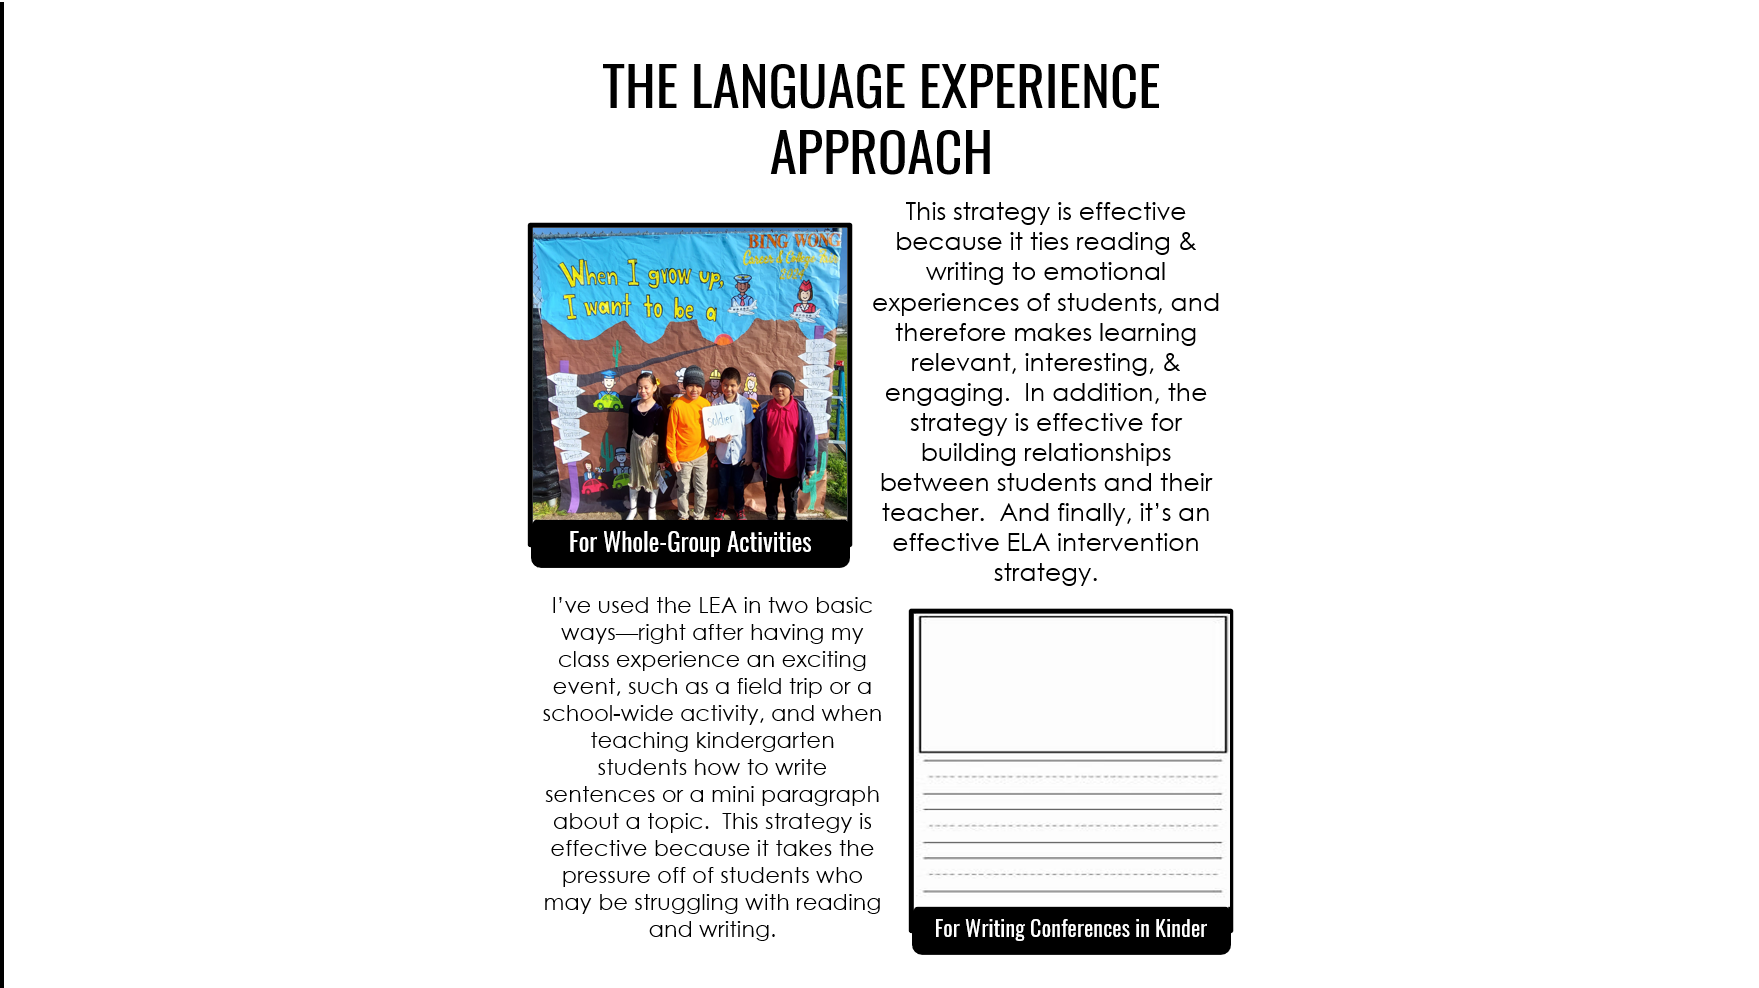 THE LANGUAGE EXPERIENCE
APPROACH
BING WONG
When I grow up,
I want to be a
soldier
For Whole-Group Activities
This strategy is effective
because it ties reading &
writing to emotional
experiences of students, and
therefore makes learning
relevant, interesting, &
engaging.  In addition, the
strategy is effective for
building relationships
between students and their
teacher.  And finally, it’s an
effective ELA intervention
strategy.
I’ve used the LEA in two basic
ways—right after having my
class experience an exciting
event, such as a field trip or a
school-wide activity, and when
teaching kindergarten
students how to write
sentences or a mini paragraph
about a topic.  This strategy is
effective because it takes the
pressure off of students who
may be struggling with reading
and writing.
For Writing Conferences in Kinder